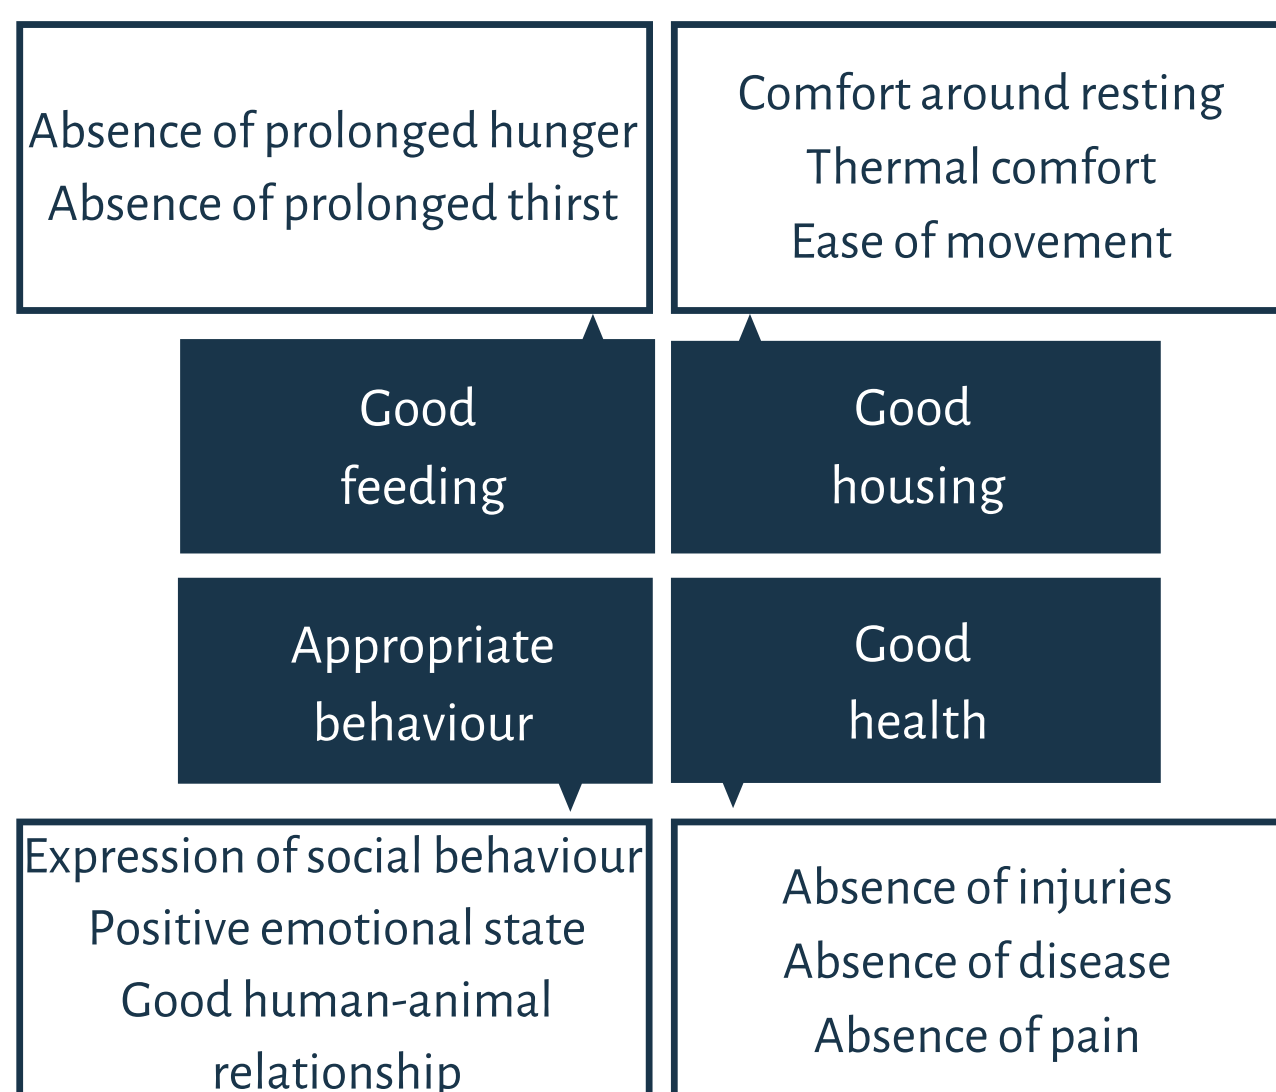 Absence of prolonged hunger
Absence of prolonged thirst
Comfort around resting
Thermal comfort
Ease of movement
Good
feeding
Good
housing
Appropriate
behaviour
Good
health
Expression of social behaviour
Positive emotional state
Good human-animal
relationship
Absence of injuries
Absence of disease
Absence of pain